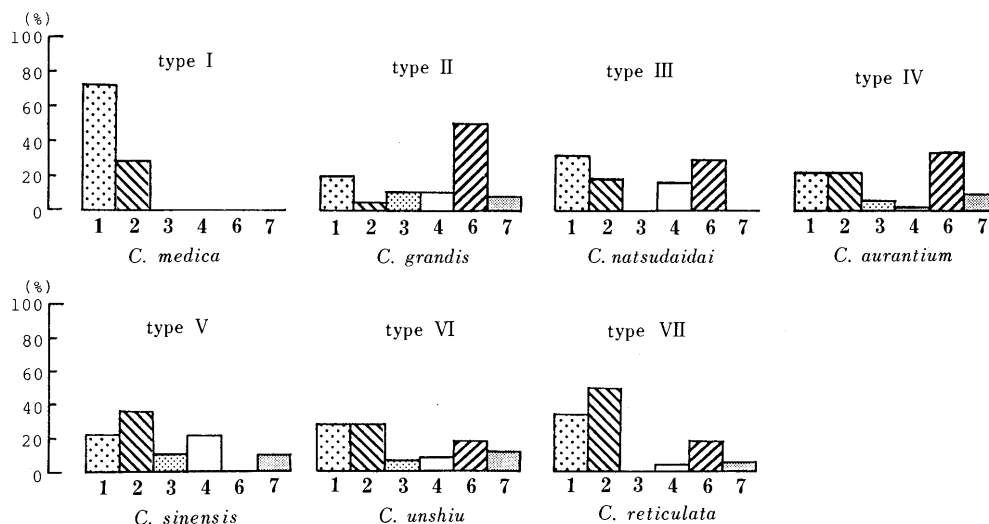 (%)
100
80
60
40
20
0
type I
type II
type III
type IV
1 2 3 4 6 7
1 2 3 4 6 7
1 2 3 4 6 7
1 2 3 4 6 7
C. medica
C. grandis
C. natsudaidai
C. aurantium
(%)
100
80
60
40
20
0
type V
type VI
type VII
1 2 3 4 6 7
1 2 3 4 6 7
1 2 3 4 6 7
C. sinensis
C. unshiu
C. reticulata